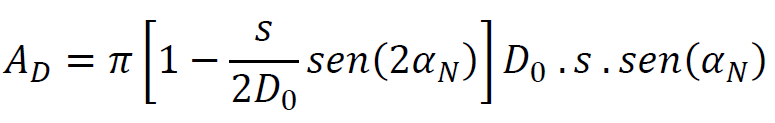 A_D = π [1 − s/(2D_0) sen(2α_N)] D_0 . s . sen(α_N)